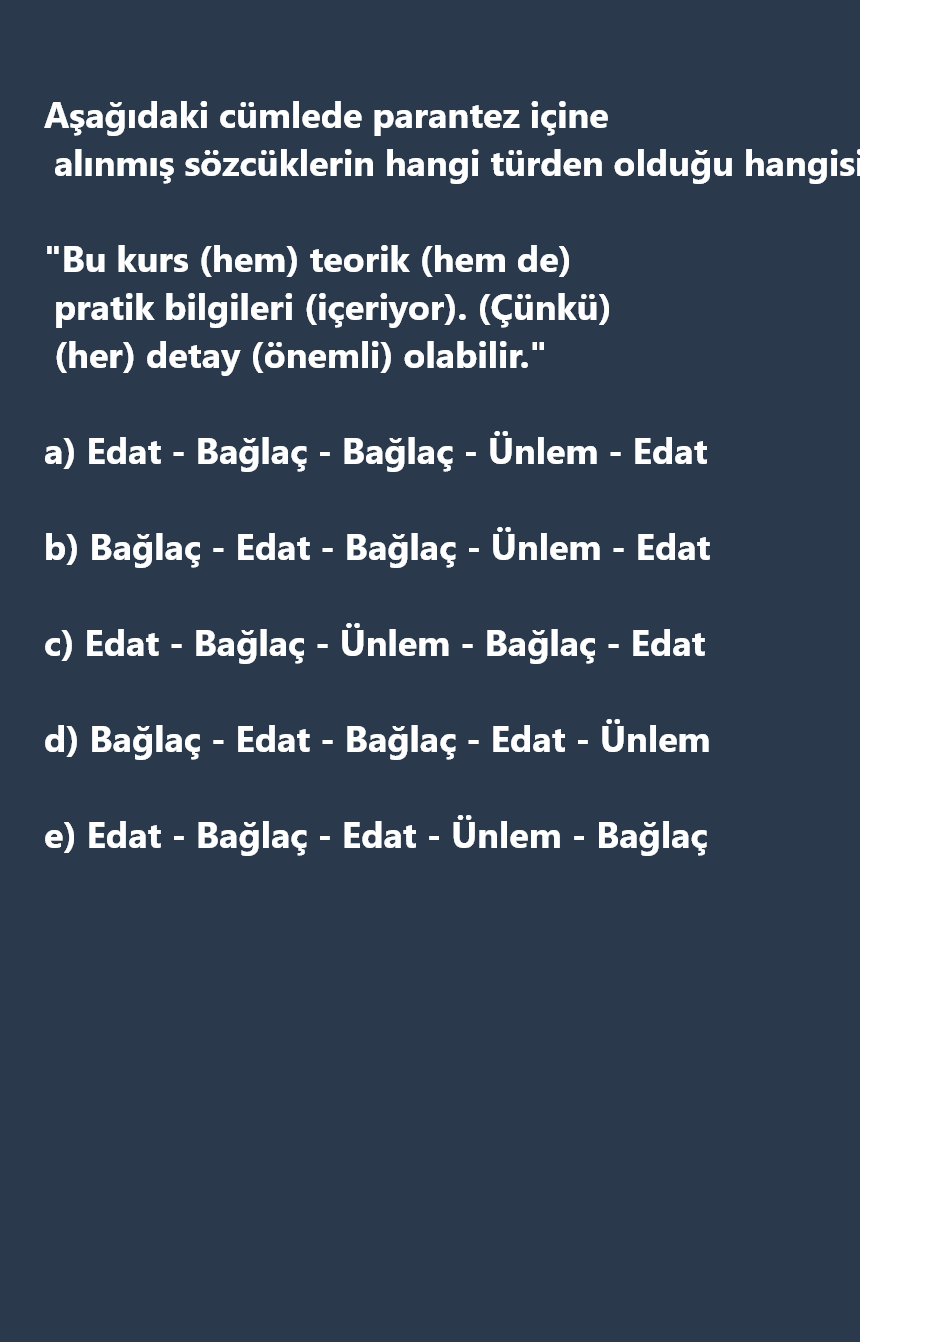 Aşağıdaki cümlede parantez içine
alınmış sözcüklerin hangi türden olduğu hangisi
"Bu kurs (hem) teorik (hem de)
pratik bilgileri (içeriyor). (Çünkü)
(her) detay (önemli) olabilir."
a) Edat - Bağlaç - Bağlaç - Ünlem - Edat
b) Bağlaç - Edat - Bağlaç - Ünlem - Edat
c) Edat - Bağlaç - Ünlem - Bağlaç - Edat
d) Bağlaç - Edat - Bağlaç - Edat - Ünlem
e) Edat - Bağlaç - Edat - Ünlem - Bağlaç